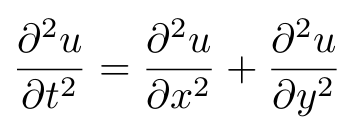 ∂²u/∂t² = ∂²u/∂x² + ∂²u/∂y²